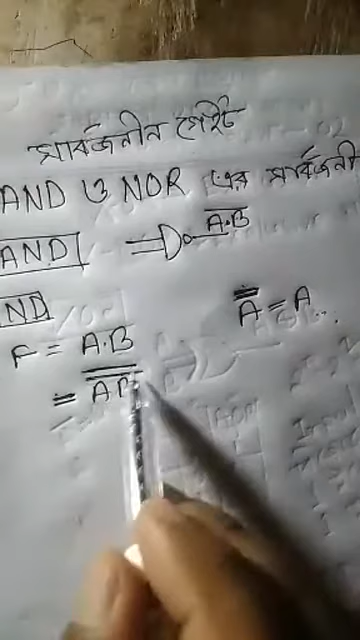 সার্বজনীন গেইট
AND ও NOR এর সার্বজনী
AND A.B̅
ND A̿ = A
F = A.B
= A̿B̿